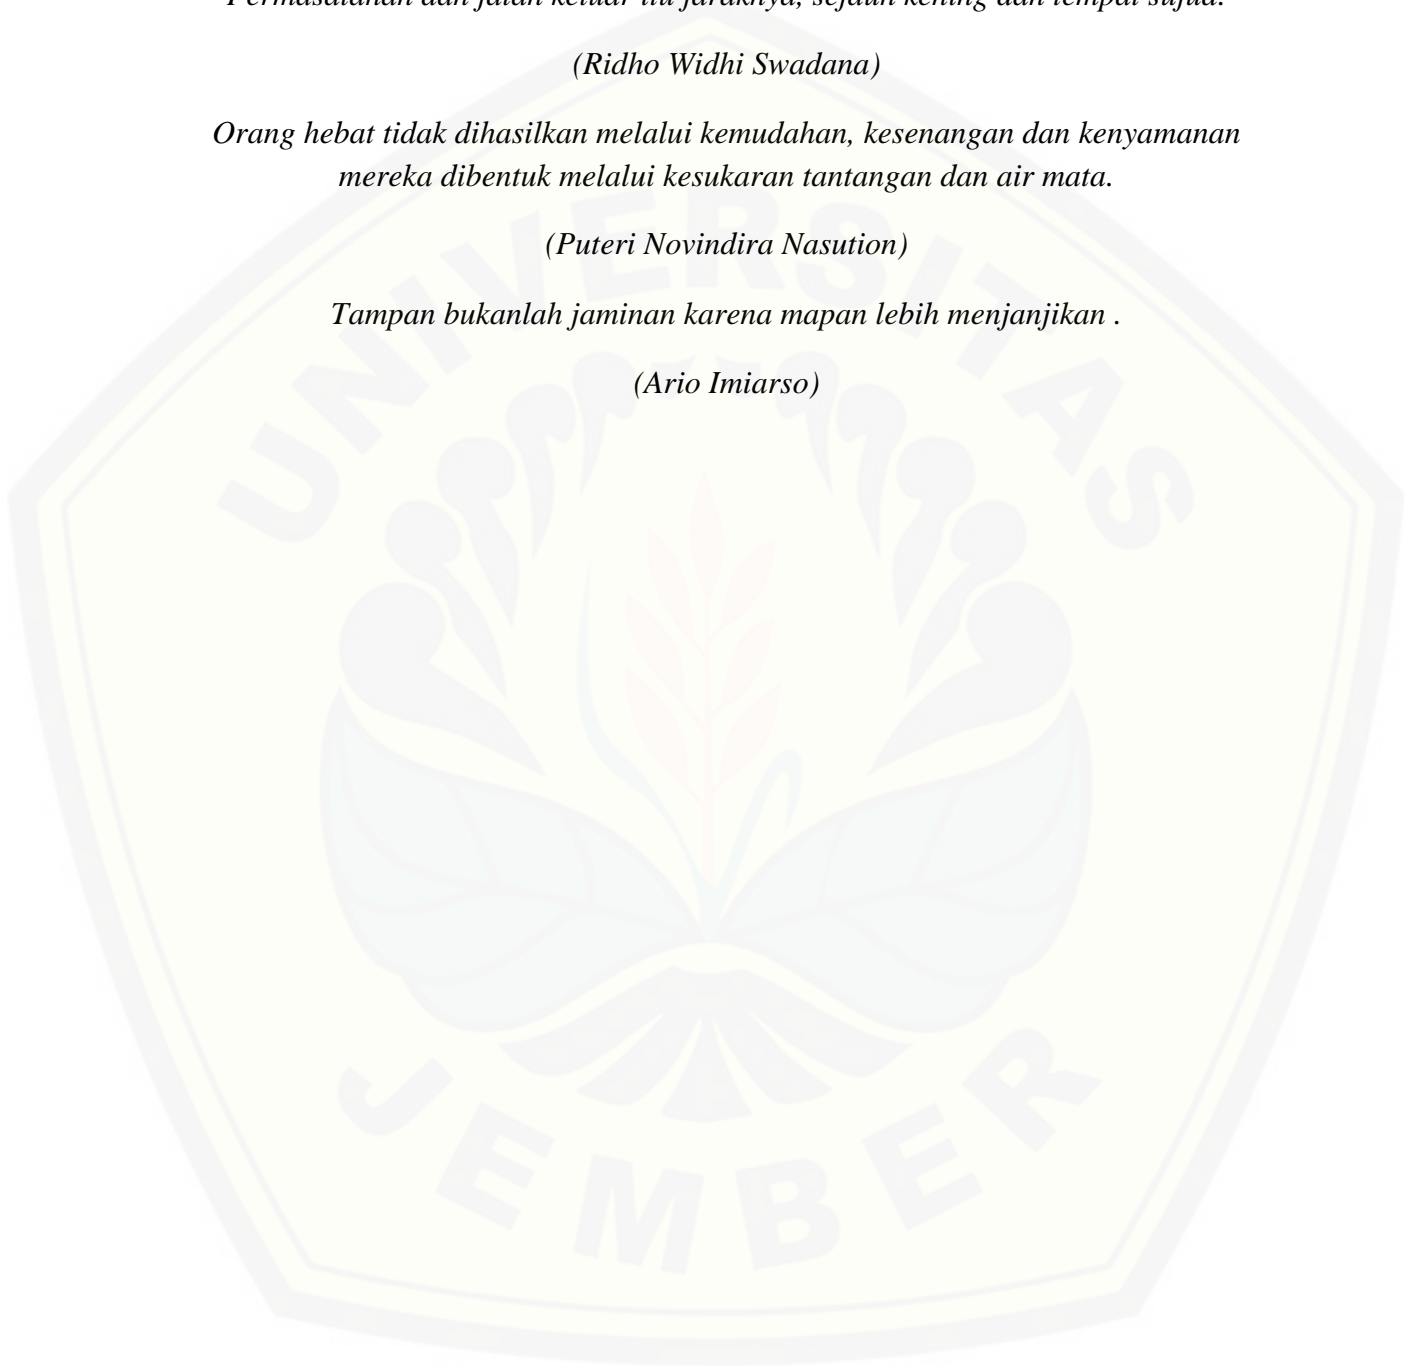 Permasalahan dan jalan keluar itu jaraknya, sejauh kening dan tempat sujud.
(Ridho Widhi Swadana)
Orang hebat tidak dihasilkan melalui kemudahan, kesenangan dan kenyamanan
mereka dibentuk melalui kesukaran tantangan dan air mata.
(Puteri Novindira Nasution)
Tampan bukanlah jaminan karena mapan lebih menjanjikan .
(Ario Imiarso)
UNIVERSITAS
JEMBER